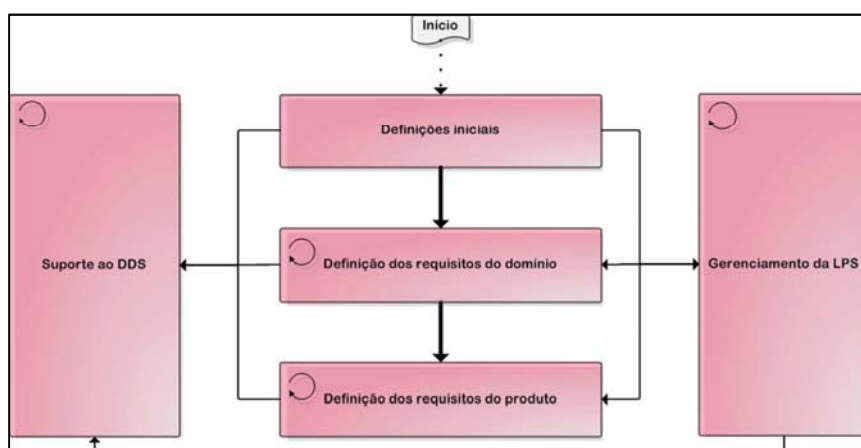 Início
Definições iniciais
Suporte ao DDS
Definição dos requisitos do domínio
Gerenciamento da LPS
Definição dos requisitos do produto